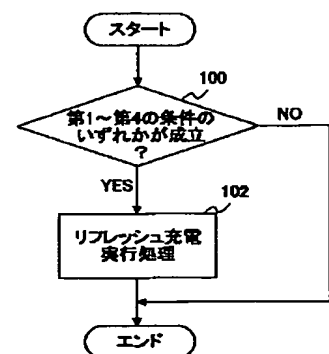 スタート
100
第1～第4の条件の
いずれかが成立
?
NO
YES
102
リフレッシュ充電
実行処理
エンド